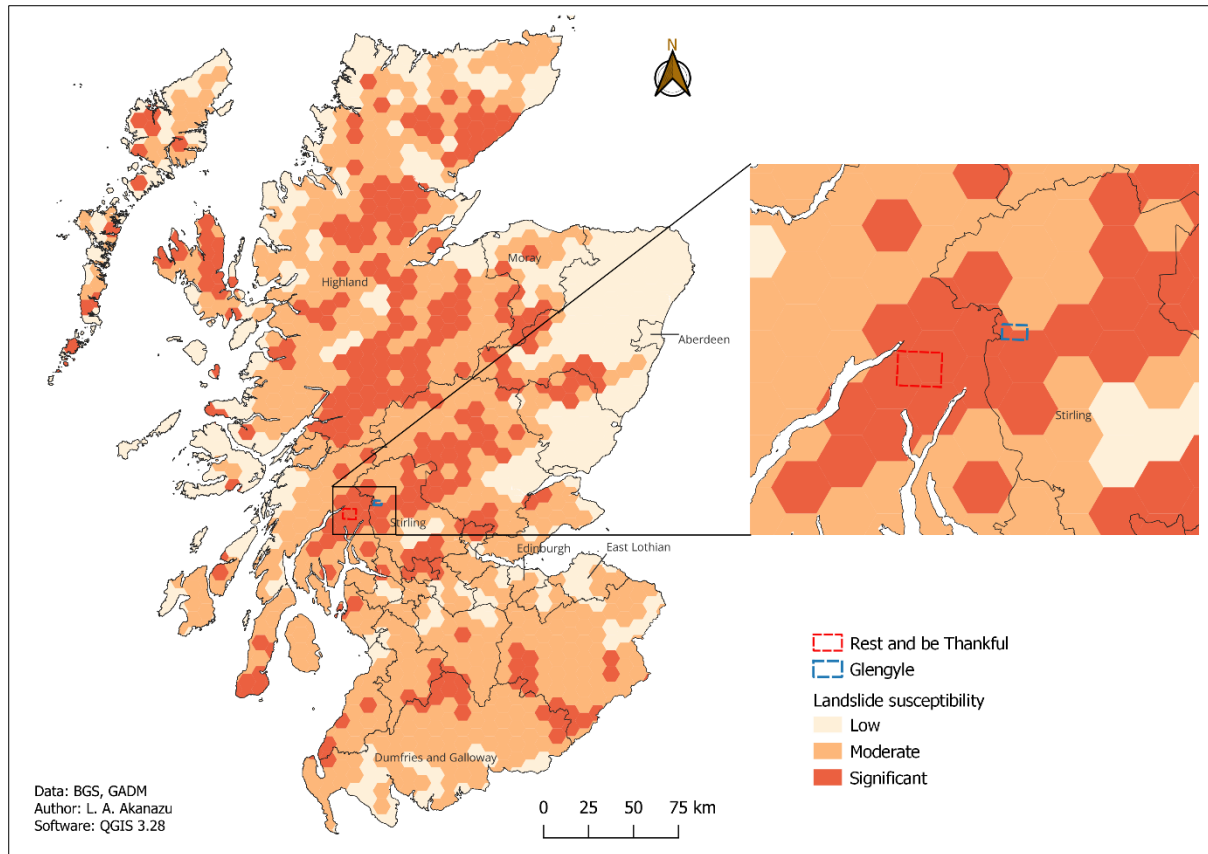 N
Moray
Highland
Aberdeen
Stirling
Stirling
Edinburgh
East Lothian
Dumfries and Galloway
Rest and be Thankful
Glengyle
Landslide susceptibility
Low
Moderate
Significant
Data: BGS, GADM
Author: L. A. Akanazu
Software: QGIS 3.28
0 25 50 75 km